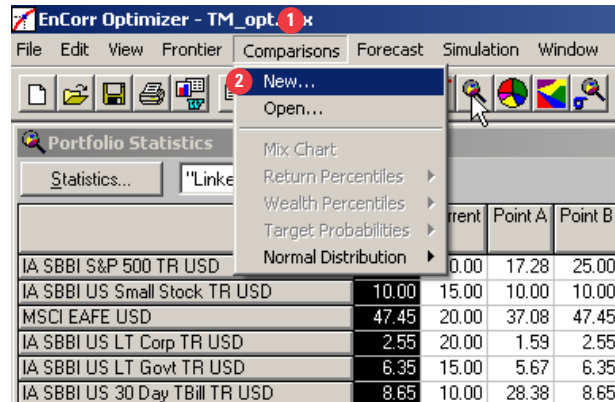 EnCorr Optimizer - TM_opt. 1 x
File Edit View Frontier Comparisons Forecast Simulation Window
2 New...
Open...
Portfolio Statistics
Mix Chart
Statistics... "Linke
Return Percentiles
Wealth Percentiles
Target Probabilities
rrent Point A Point B
Normal Distribution
IA SBBI S&P 500 TR USD 0.00 17.28 25.00
IA SBBI US Small Stock TR USD 10.00 15.00 10.00 10.00
MSCI EAFE USD 47.45 20.00 37.08 47.45
IA SBBI US LT Corp TR USD 2.55 20.00 1.59 2.55
IA SBBI US LT Govt TR USD 6.35 15.00 5.67 6.35
IA SBBI US 30 Day TBill TR USD 8.65 10.00 28.38 8.65